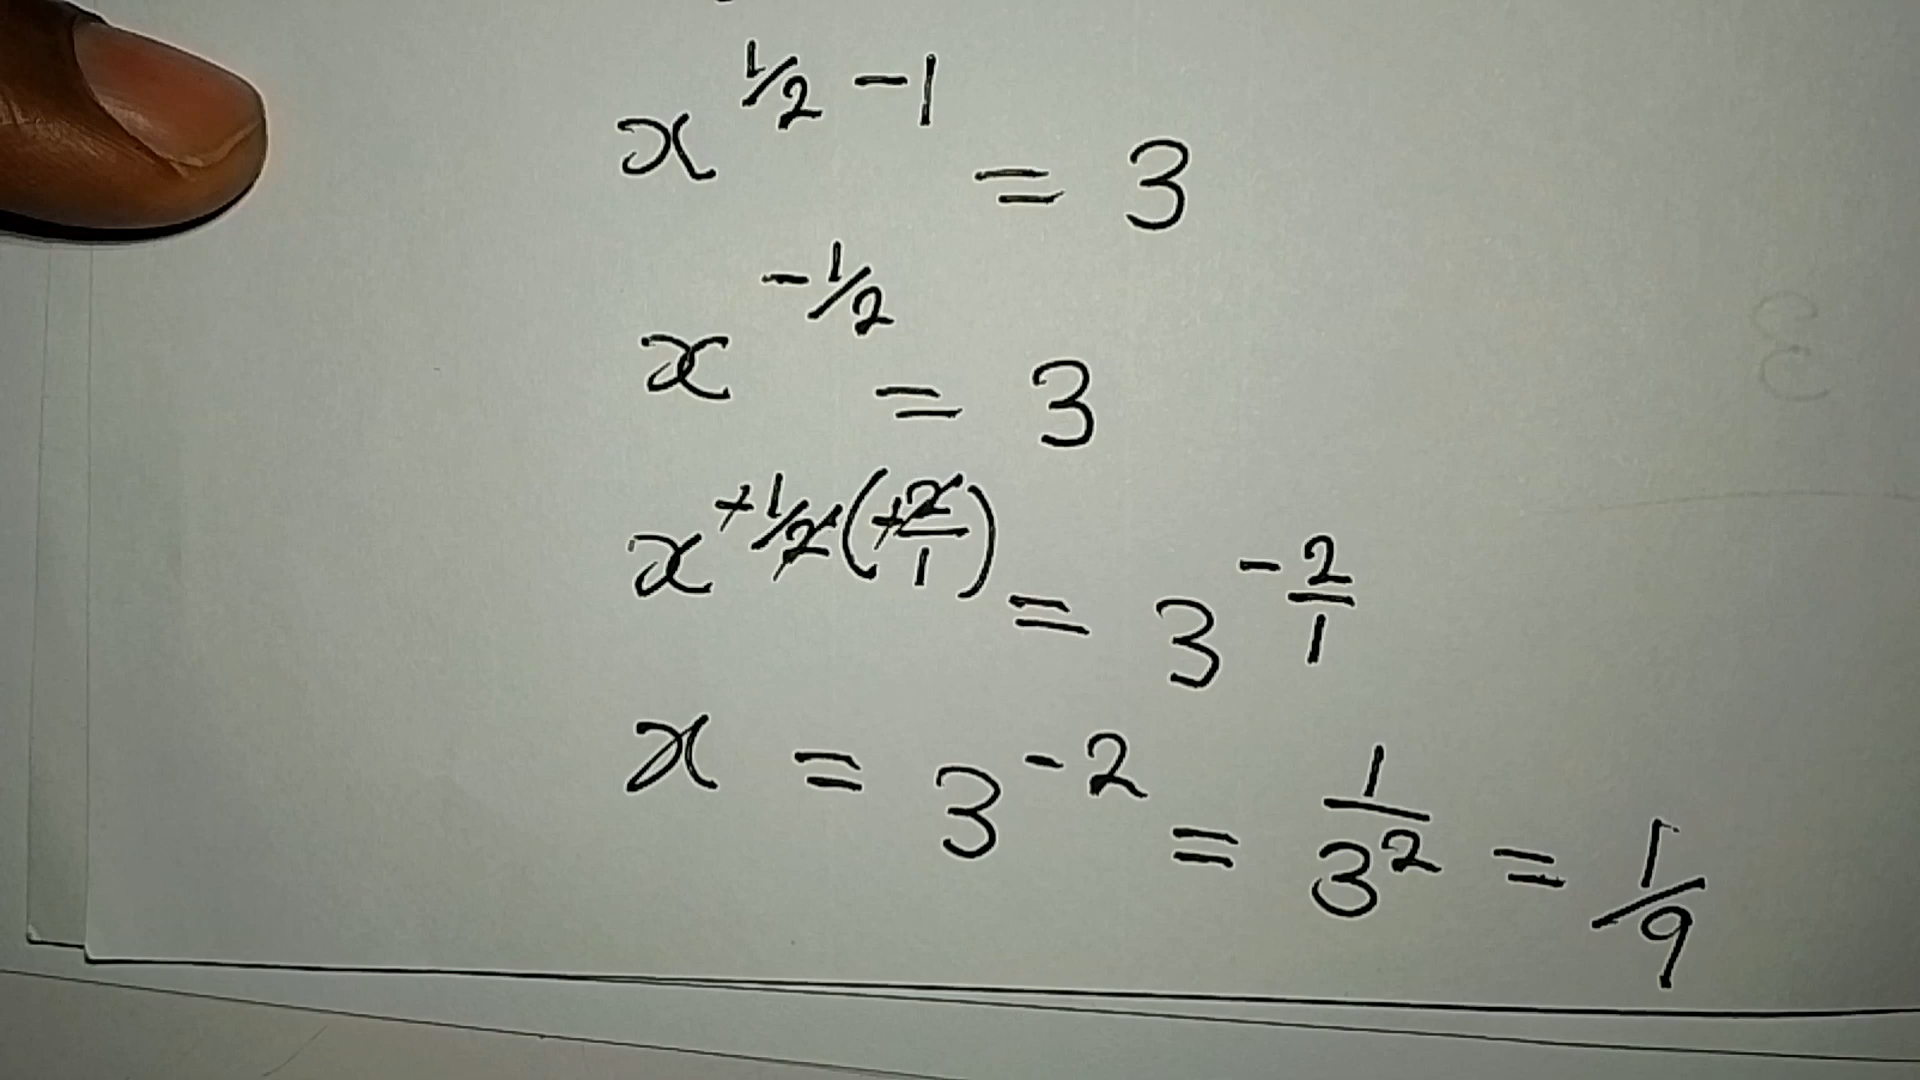 x^{1/2 - 1} = 3
x^{-1/2} = 3
x^{+1/2(+2/1)} = 3^{-2/1}
x = 3^{-2} = 1/3^2 = 1/9